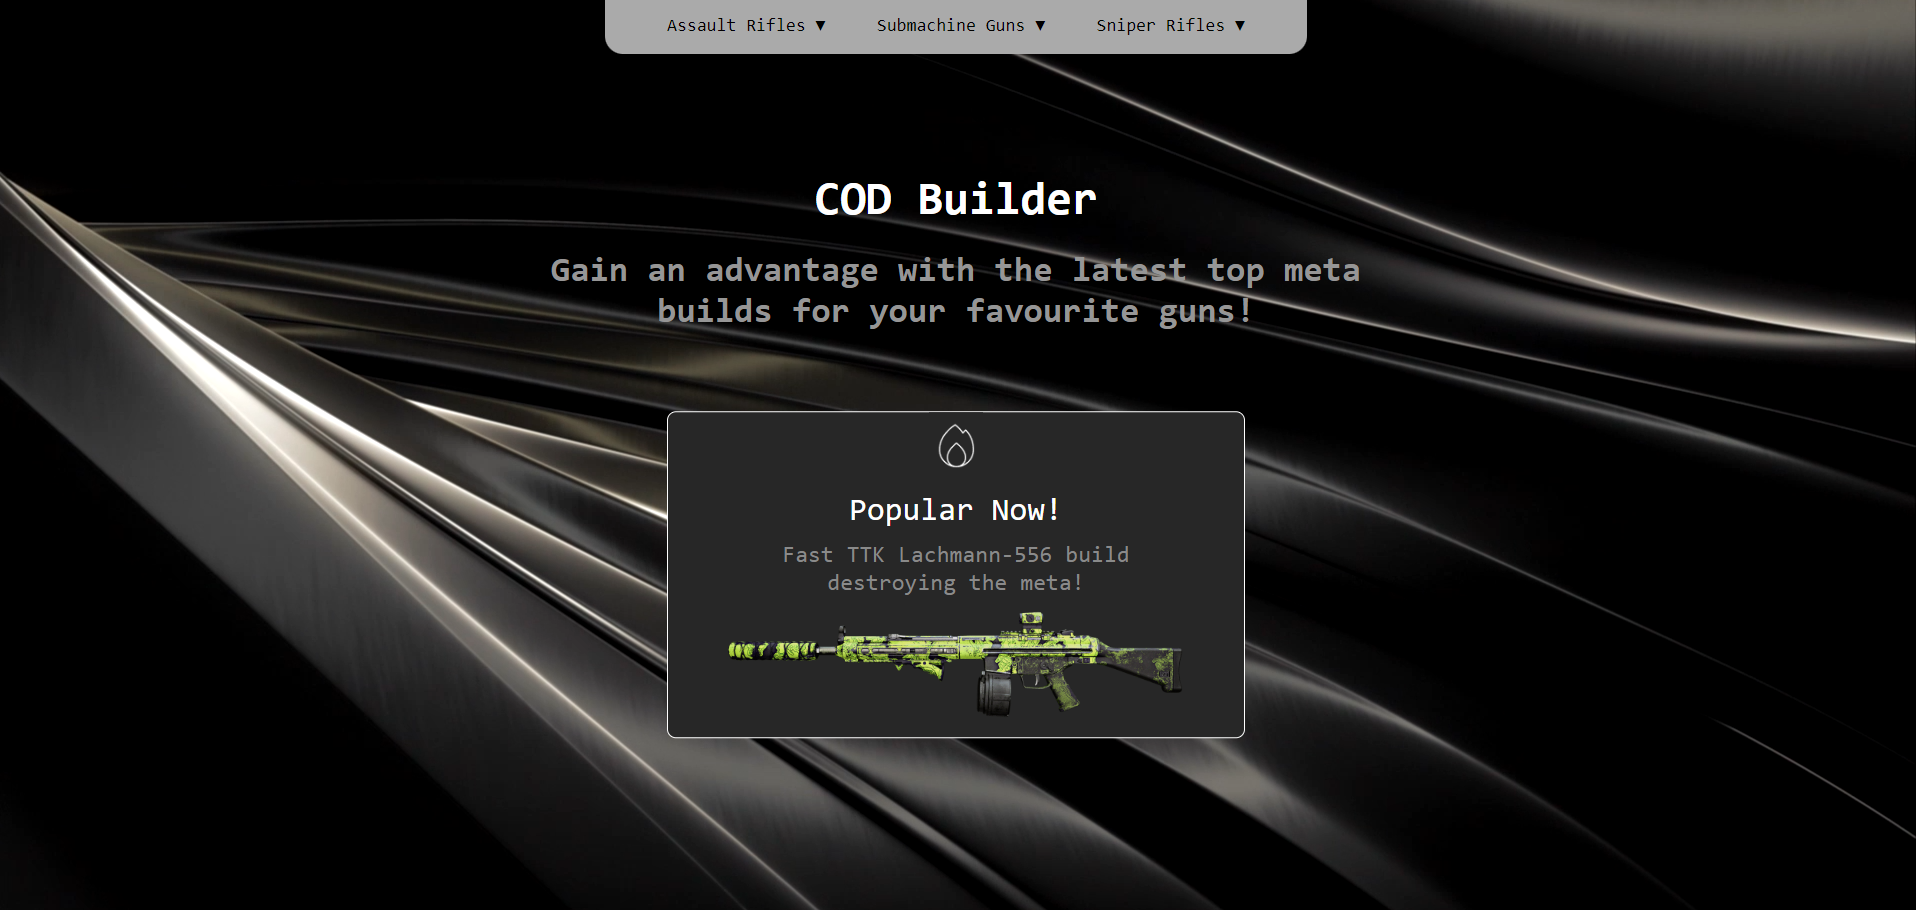 Assault Rifles ▼ Submachine Guns ▼ Sniper Rifles ▼
COD Builder
Gain an advantage with the latest top meta
builds for your favourite guns!
Popular Now!
Fast TTK Lachmann-556 build
destroying the meta!